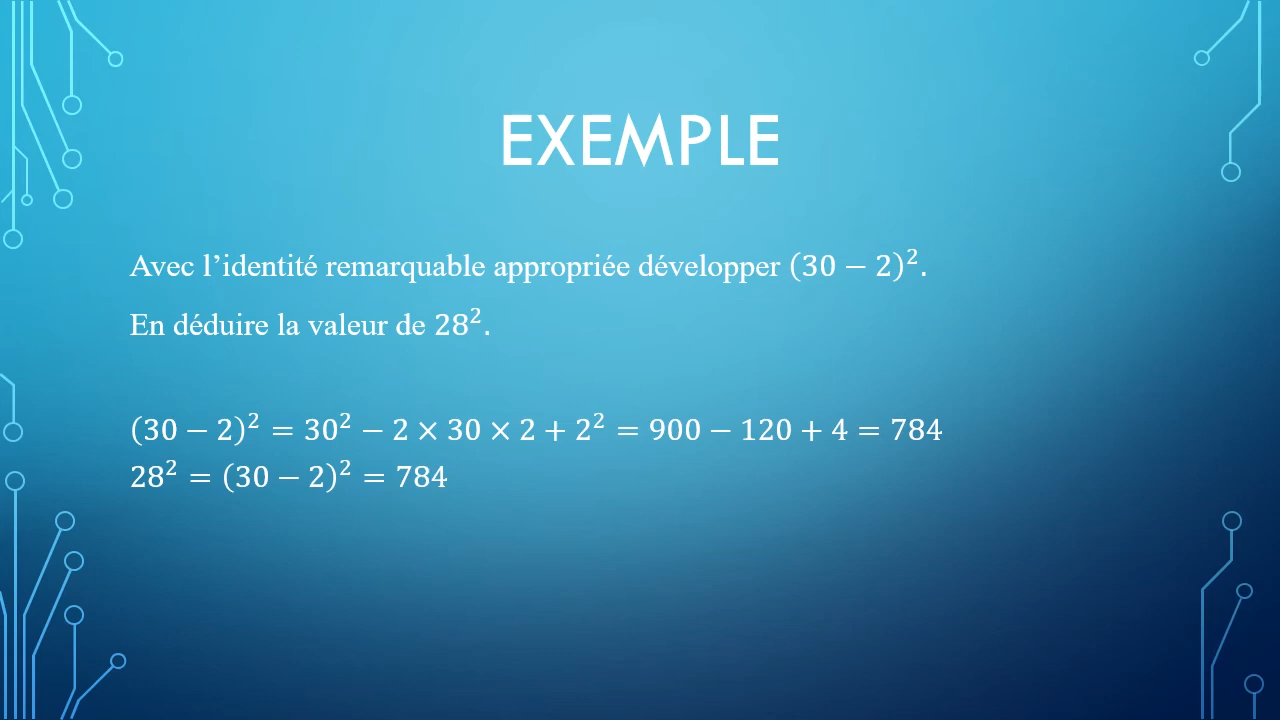 EXEMPLE
Avec l’identité remarquable appropriée développer (30 − 2)².
En déduire la valeur de 28².
(30 − 2)² = 30² − 2 × 30 × 2 + 2² = 900 − 120 + 4 = 784
28² = (30 − 2)² = 784